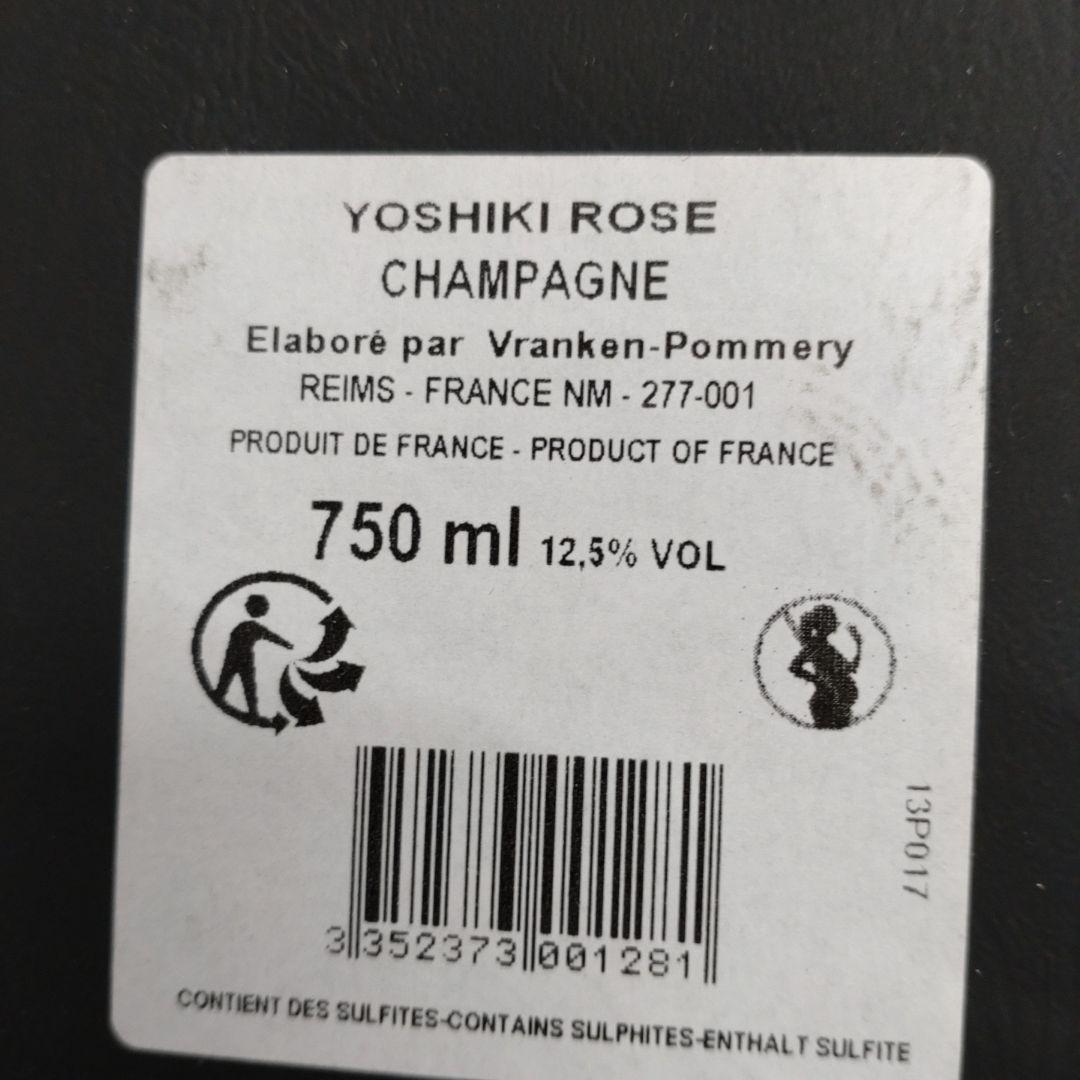 YOSHIKI ROSE
CHAMPAGNE
Elaboré par Vranken-Pommery
REIMS - FRANCE NM - 277-001
PRODUIT DE FRANCE - PRODUCT OF FRANCE
750 ml 12,5% VOL
13P017
3 352373 001281
CONTIENT DES SULFITES-CONTAINS SULPHITES-ENTHALT SULFITE